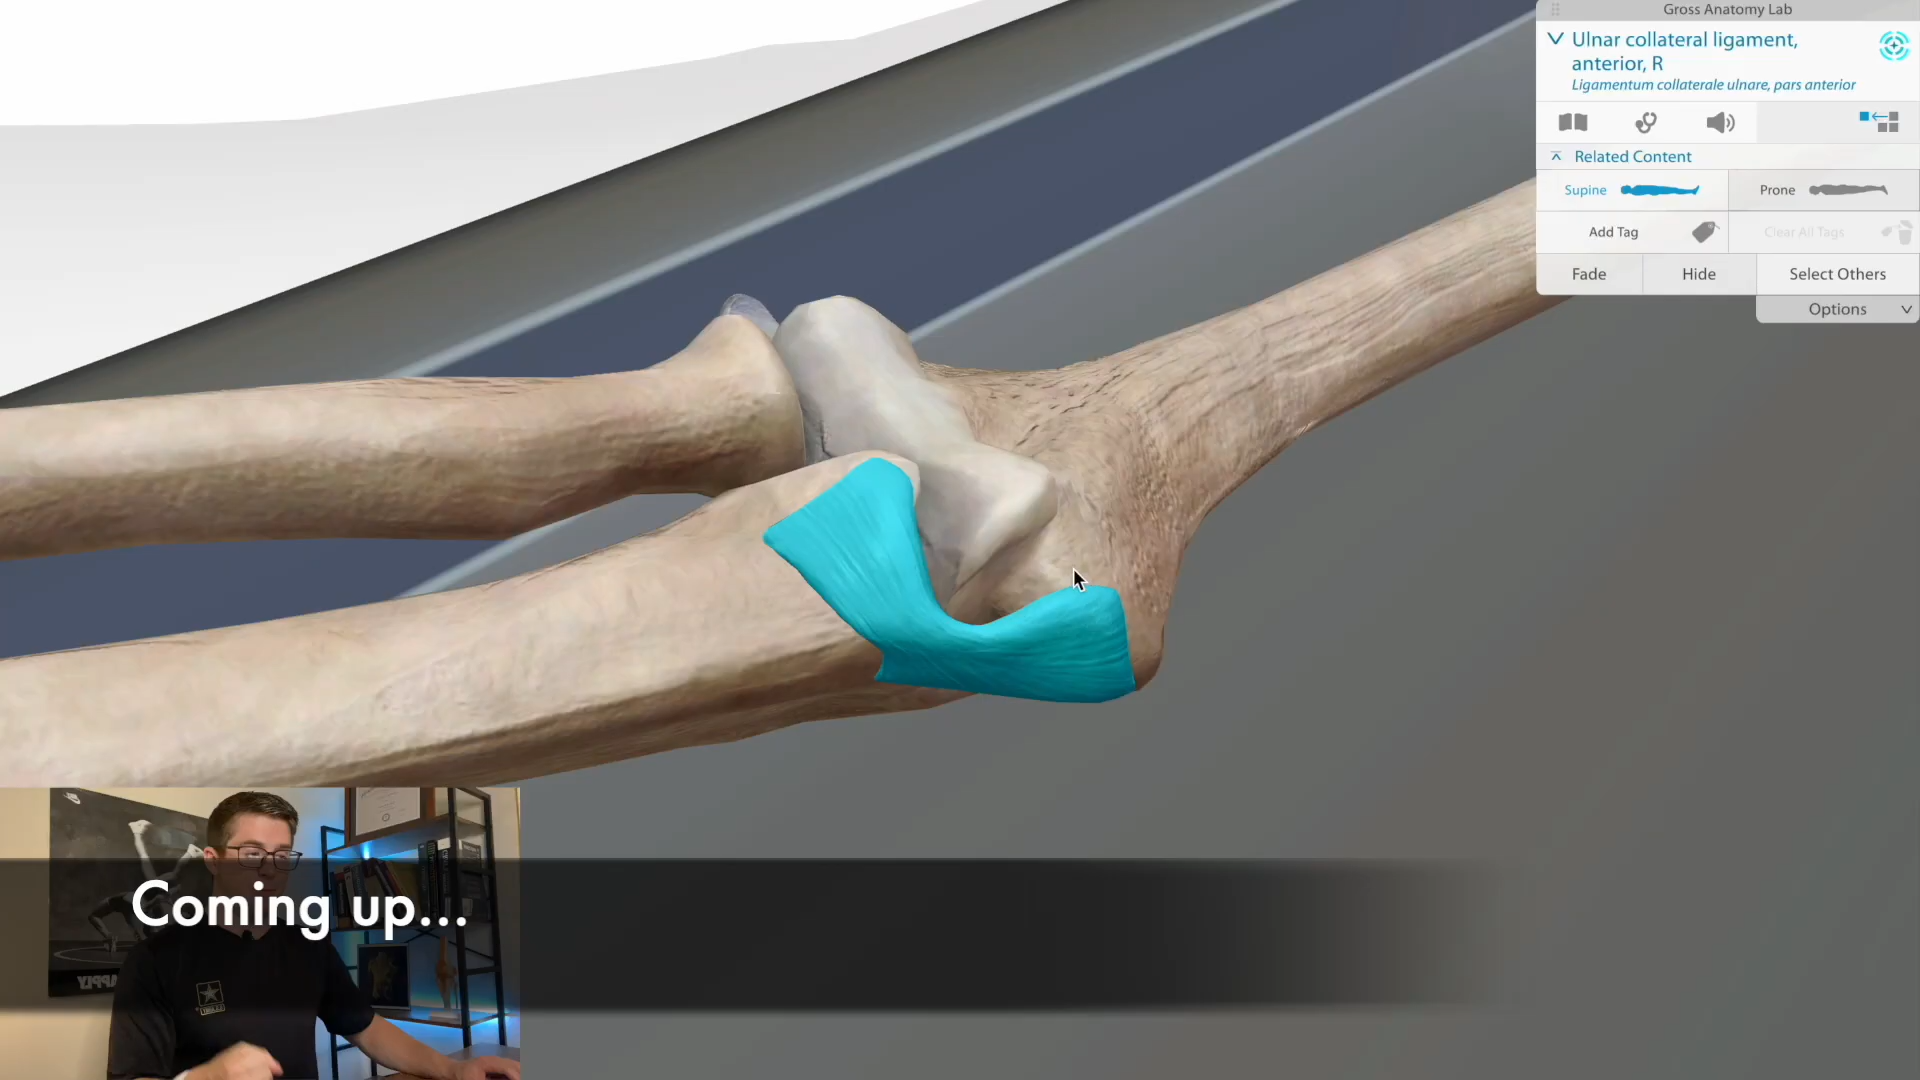 Gross Anatomy Lab
Ulnar collateral ligament,
anterior, R
Ligamentum collaterale ulnare, pars anterior
Related Content
Supine
Prone
Add Tag
Clear All Tags
Fade
Hide
Select Others
Options
Coming up...